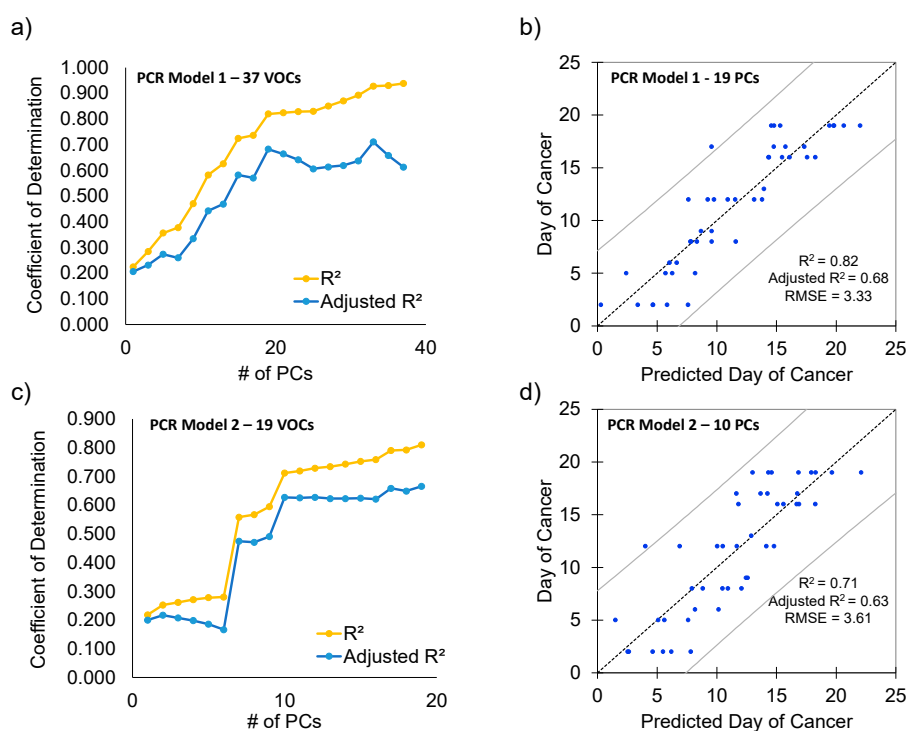 a)
PCR Model 1 – 37 VOCs
Coefficient of Determination
1.000
0.900
0.800
0.700
0.600
0.500
0.400
0.300
0.200
0.100
0.000
R²
Adjusted R²
0
20
40
# of PCs
b)
PCR Model 1 - 19 PCs
Day of Cancer
25
20
15
10
5
0
R² = 0.82
Adjusted R² = 0.68
RMSE = 3.33
0
5
10
15
20
25
Predicted Day of Cancer
c)
PCR Model 2 – 19 VOCs
Coefficient of Determination
0.900
0.800
0.700
0.600
0.500
0.400
0.300
0.200
0.100
0.000
R²
Adjusted R²
0
10
20
# of PCs
d)
PCR Model 2 – 10 PCs
Day of Cancer
25
20
15
10
5
0
R² = 0.71
Adjusted R² = 0.63
RMSE = 3.61
0
5
10
15
20
25
Predicted Day of Cancer